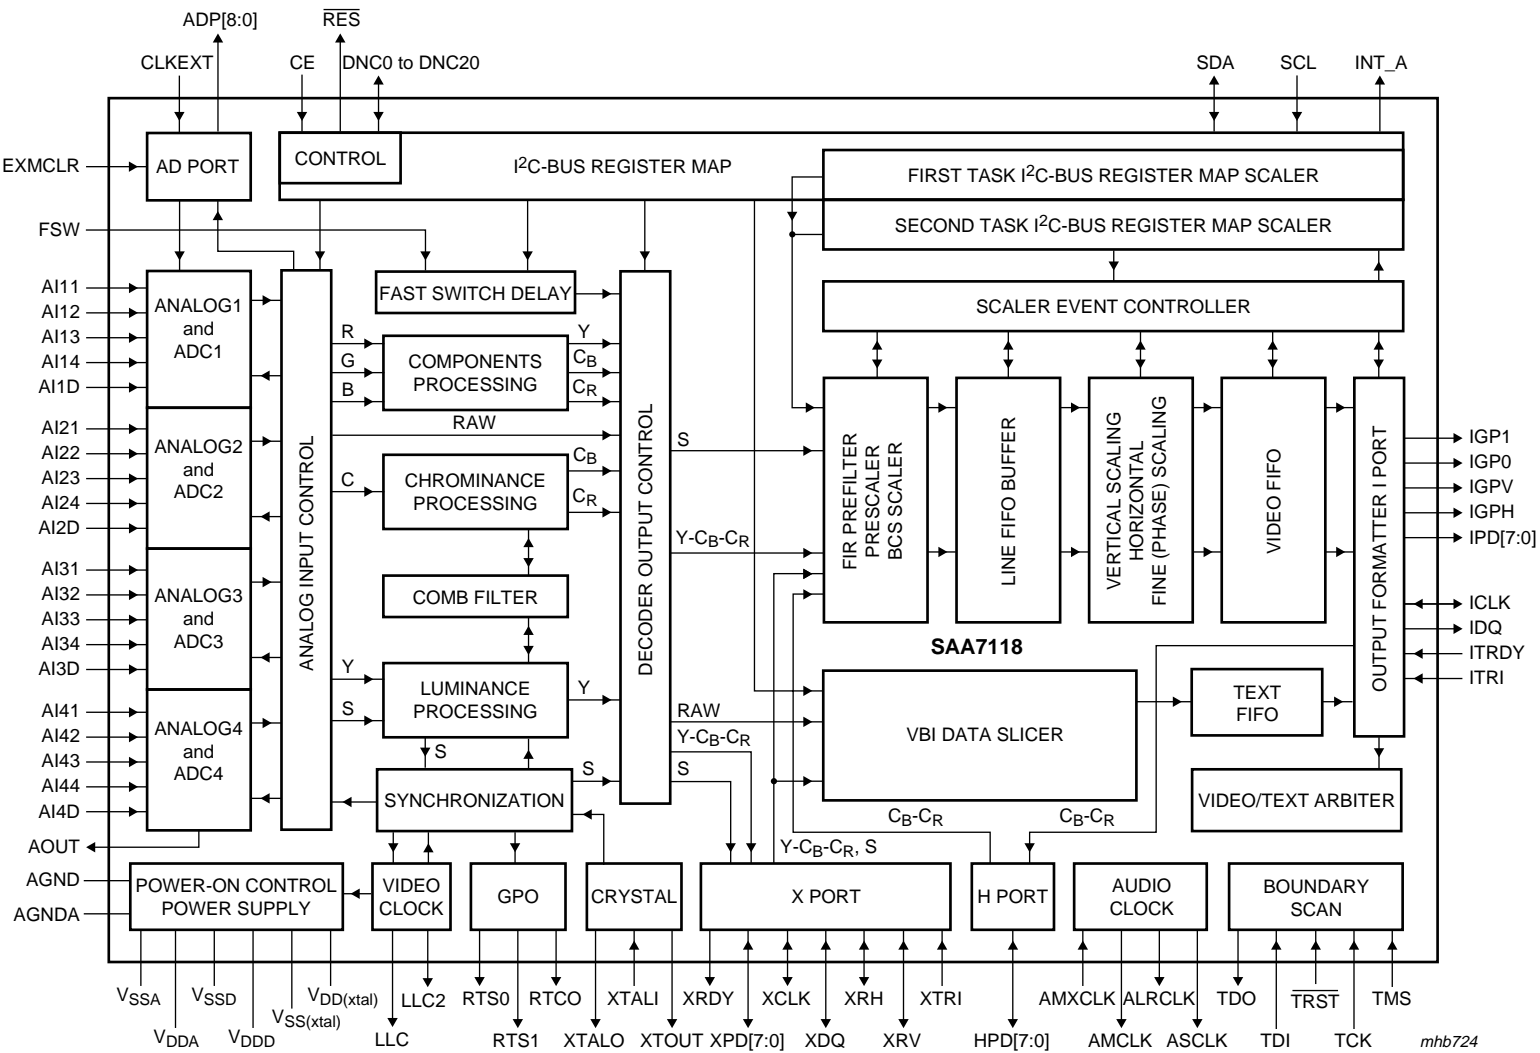 ADP[8:0] RES
CLKEXT CE DNC0 to DNC20 SDA SCL INT_A
EXMCLR
AD PORT
CONTROL
I2C-BUS REGISTER MAP
FIRST TASK I2C-BUS REGISTER MAP SCALER
SECOND TASK I2C-BUS REGISTER MAP SCALER
FSW
AI11
AI12
AI13
AI14
AI1D
ANALOG1
and
ADC1
AI21
AI22
AI23
AI24
AI2D
ANALOG2
and
ADC2
AI31
AI32
AI33
AI34
AI3D
ANALOG3
and
ADC3
AI41
AI42
AI43
AI44
AI4D
ANALOG4
and
ADC4
AOUT
AGND
AGNDA
ANALOG INPUT CONTROL
FAST SWITCH DELAY
R
G
B
COMPONENTS
PROCESSING
Y
CB
CR
RAW
C
CHROMINANCE
PROCESSING
CB
CR
COMB FILTER
Y
S
LUMINANCE
PROCESSING
Y
S
SYNCHRONIZATION
S
DECODER OUTPUT CONTROL
S
Y-CB-CR
RAW
Y-CB-CR
S
SCALER EVENT CONTROLLER
FIR PREFILTER
PRESCALER
BCS SCALER
LINE FIFO BUFFER
VERTICAL SCALING
HORIZONTAL
FINE (PHASE) SCALING
VIDEO FIFO
OUTPUT FORMATTER I PORT
IGP1
IGP0
IGPV
IGPH
IPD[7:0]
ICLK
IDQ
ITRDY
ITRI
SAA7118
VBI DATA SLICER
TEXT
FIFO
VIDEO/TEXT ARBITER
CB-CR CB-CR
Y-CB-CR, S
POWER-ON CONTROL
POWER SUPPLY
VIDEO
CLOCK
GPO
CRYSTAL
X PORT
H PORT
AUDIO
CLOCK
BOUNDARY
SCAN
VSSA VSSD VDD(xtal) LLC2 RTS0 RTCO XTALI XRDY XCLK XRH XTRI AMXCLK ALRCLK TDO TRST TMS
VSS(xtal)
VDDA VDDD LLC RTS1 XTALO XTOUT XPD[7:0] XDQ XRV HPD[7:0] AMCLK ASCLK TDI TCK
mhb724